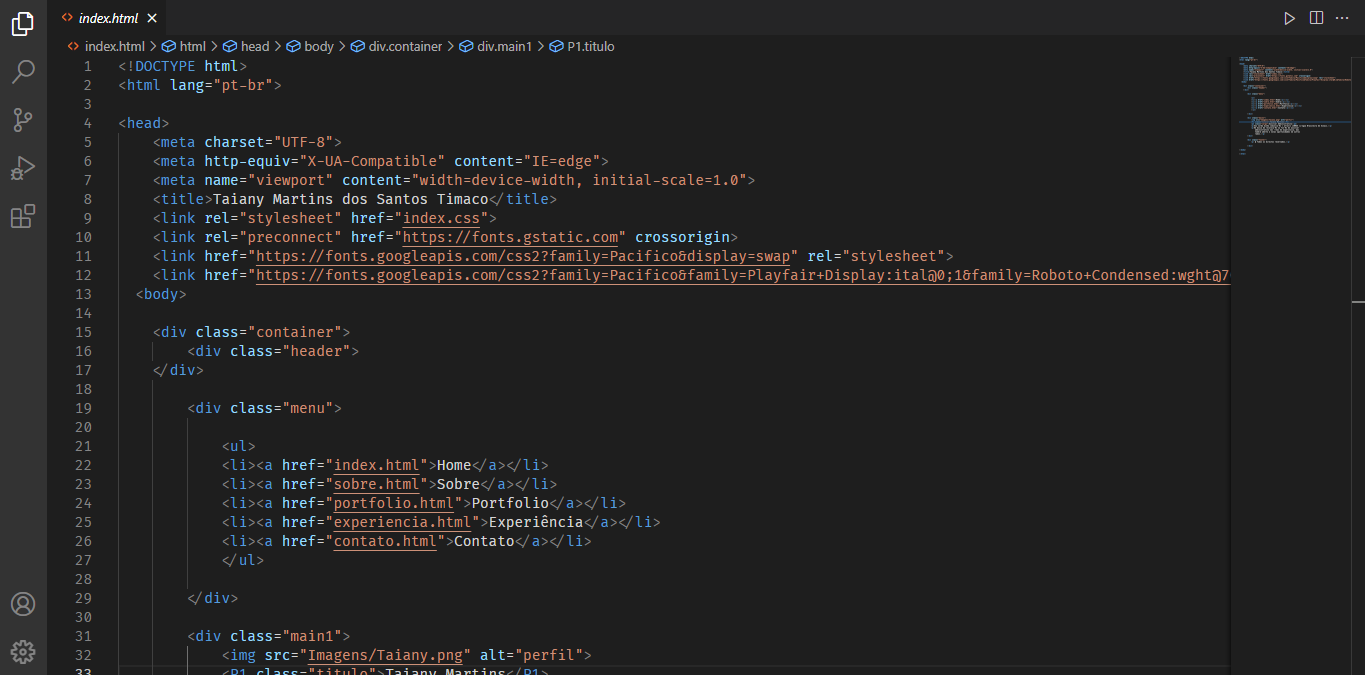 index.html
index.html > html > head > body > div.container > div.main1 > P1.titulo
1 <!DOCTYPE html>
2 <html lang="pt-br">
3
4 <head>
5 <meta charset="UTF-8">
6 <meta http-equiv="X-UA-Compatible" content="IE=edge">
7 <meta name="viewport" content="width=device-width, initial-scale=1.0">
8 <title>Taiany Martins dos Santos Timaco</title>
9 <link rel="stylesheet" href="index.css">
10 <link rel="preconnect" href="https://fonts.gstatic.com" crossorigin>
11 <link href="https://fonts.googleapis.com/css2?family=Pacifico&display=swap" rel="stylesheet">
12 <link href="https://fonts.googleapis.com/css2?family=Pacifico&family=Playfair+Display:ital@0;1&family=Roboto+Condensed:wght@7
13 <body>
14
15 <div class="container">
16 <div class="header">
17 </div>
18
19 <div class="menu">
20
21 <ul>
22 <li><a href="index.html">Home</a></li>
23 <li><a href="sobre.html">Sobre</a></li>
24 <li><a href="portfolio.html">Portfolio</a></li>
25 <li><a href="experiencia.html">Experiência</a></li>
26 <li><a href="contato.html">Contato</a></li>
27 </ul>
28
29 </div>
30
31 <div class="main1">
32 <img src="Imagens/Taiany.png" alt="perfil">
33 <P1 class="titulo">Taiany Martins</P1>